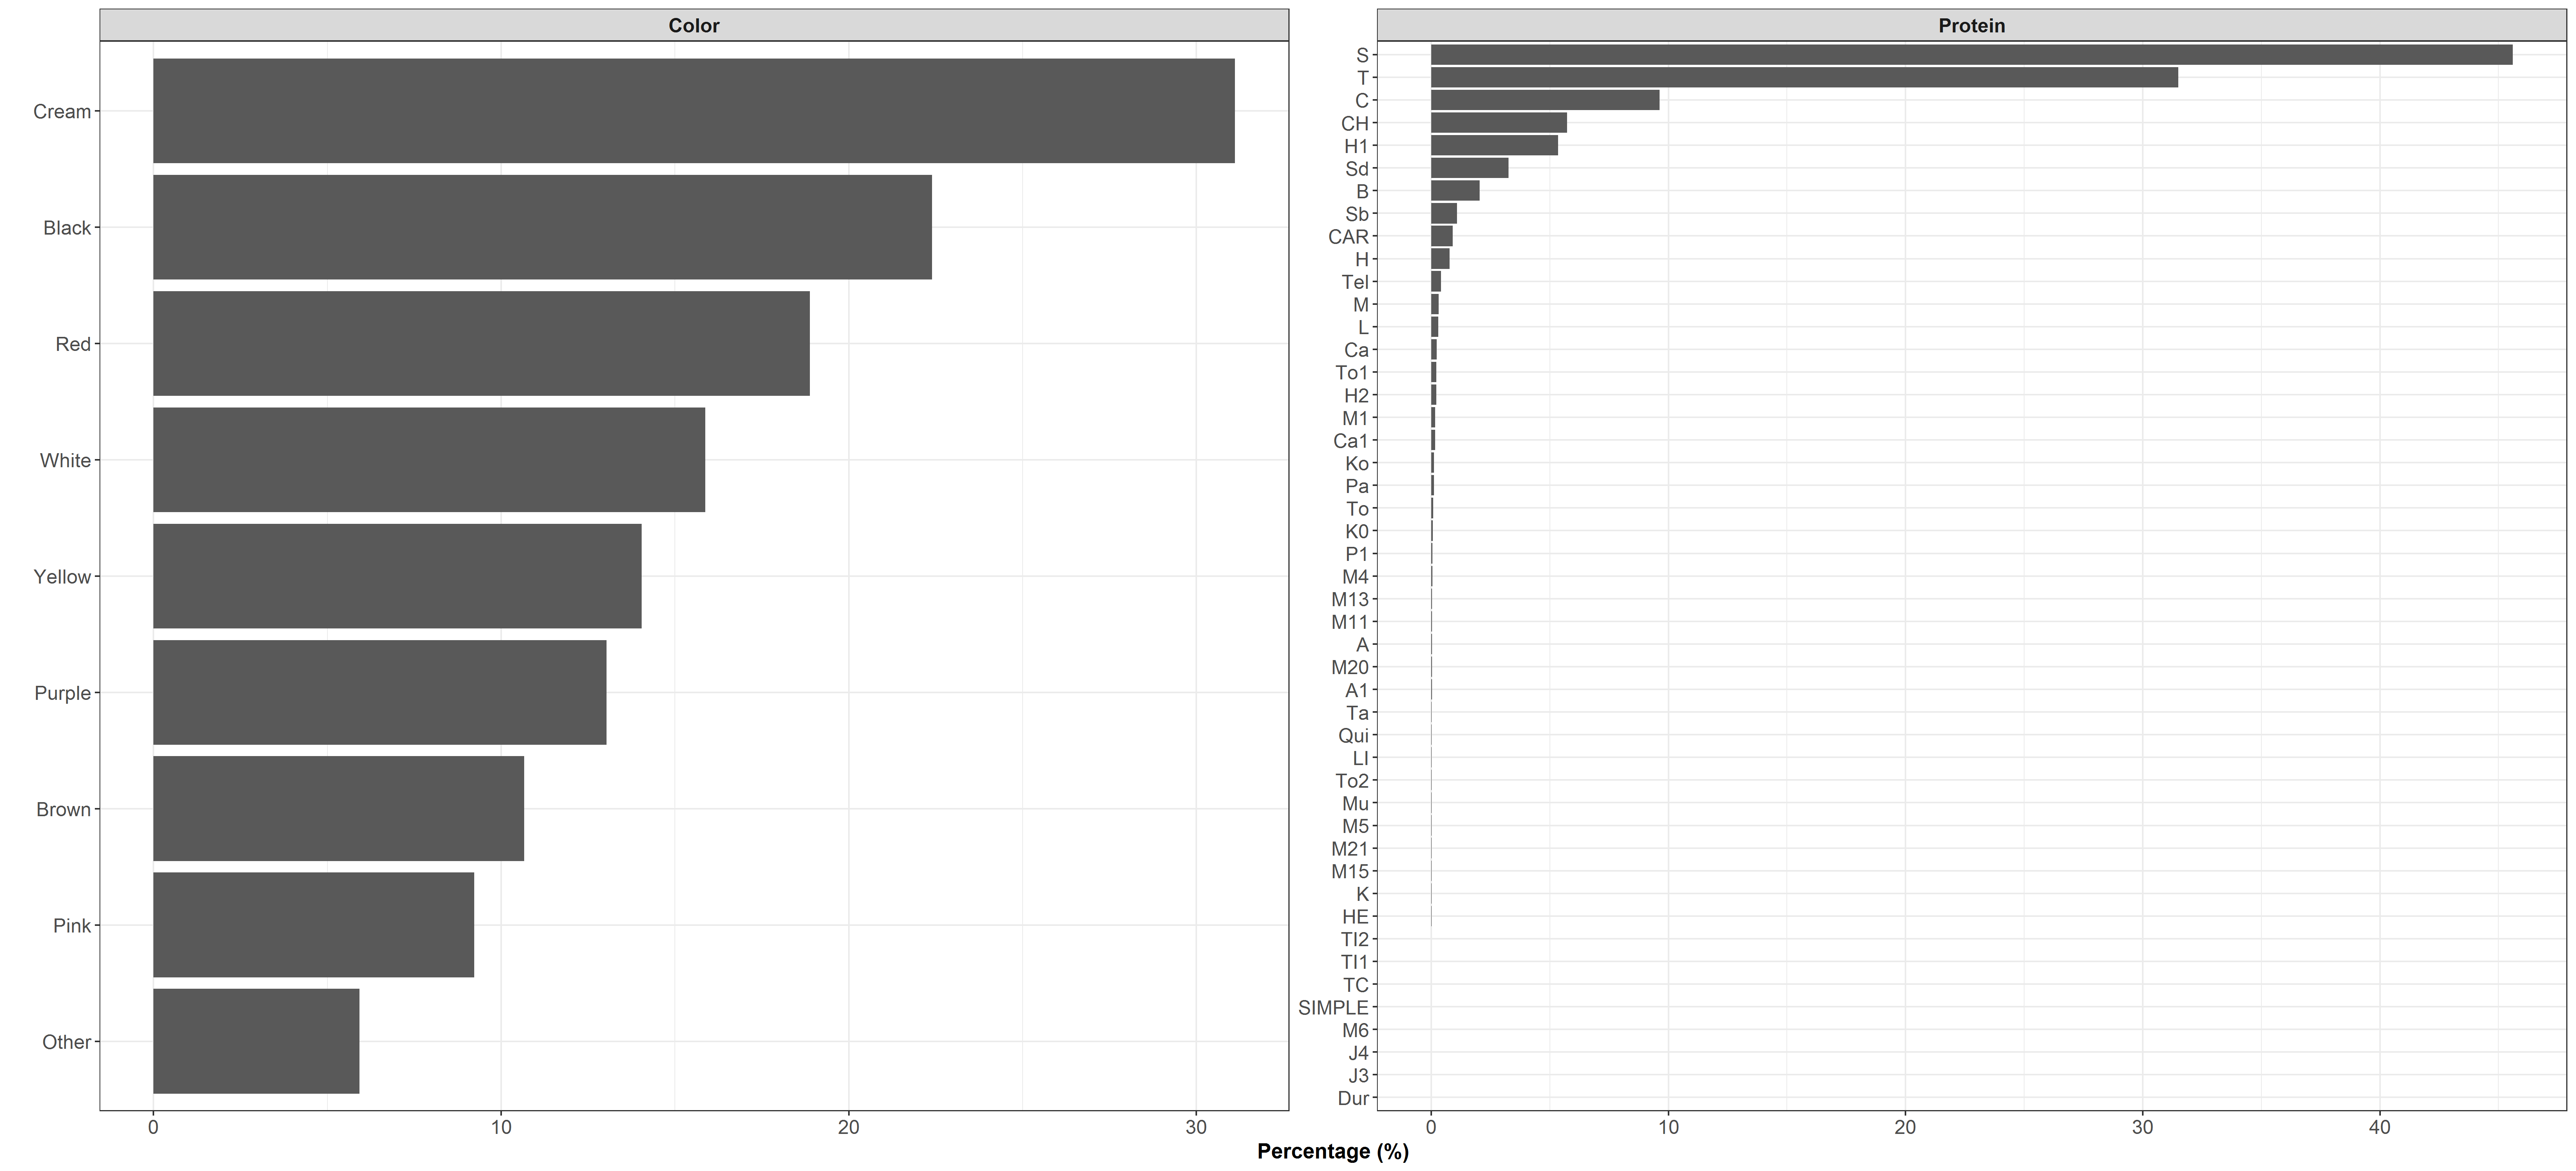 Color
Cream
Black
Red
White
Yellow
Purple
Brown
Pink
Other
0 10 20 30
Protein
S
T
C
CH
H1
Sd
B
Sb
CAR
H
Tel
M
L
Ca
To1
H2
M1
Ca1
Ko
Pa
To
K0
P1
M4
M13
M11
A
M20
A1
Ta
Qui
LI
To2
Mu
M5
M21
M15
K
HE
TI2
TI1
TC
SIMPLE
M6
J4
J3
Dur
0 10 20 30 40
Percentage (%)